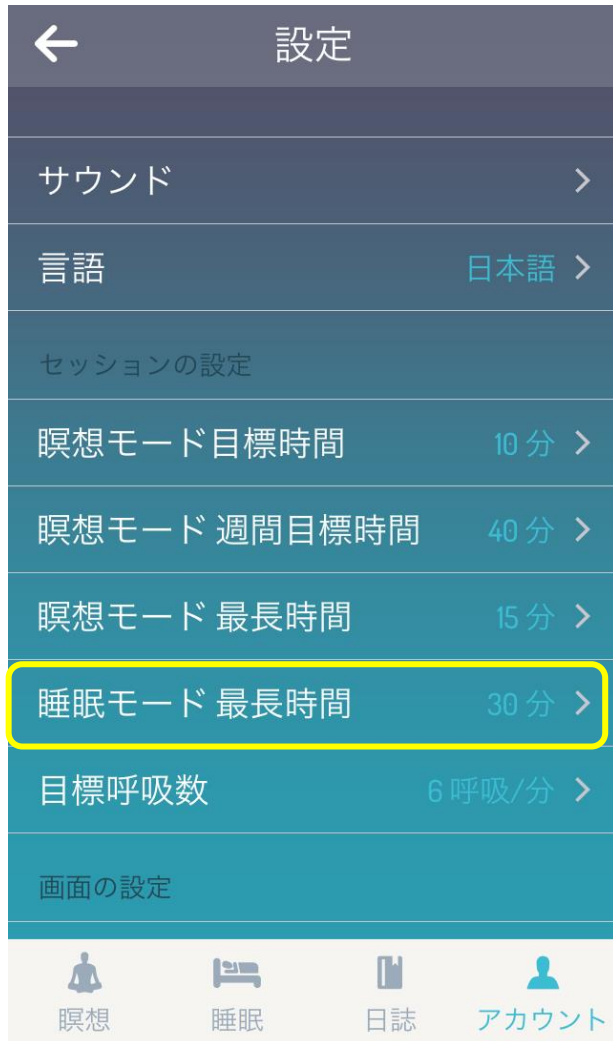 設定
サウンド
言語 日本語
セッションの設定
瞑想モード目標時間 10 分
瞑想モード 週間目標時間 40 分
瞑想モード 最長時間 15 分
睡眠モード 最長時間 30 分
目標呼吸数 6 呼吸/分
画面の設定
瞑想 睡眠 日誌 アカウント